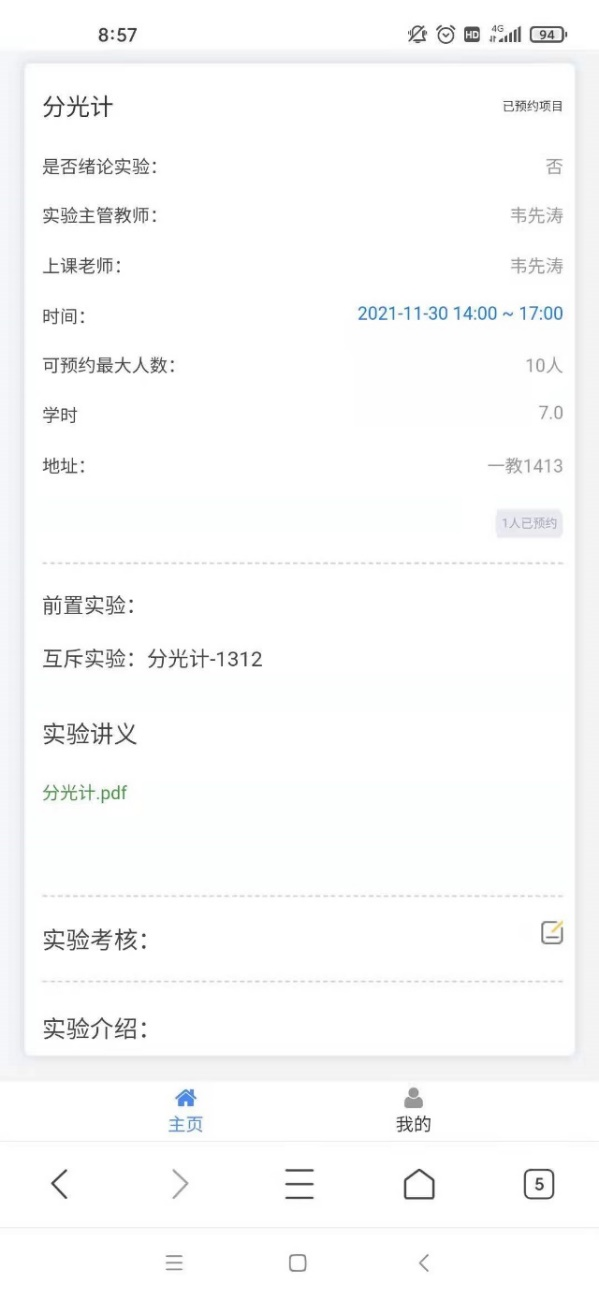 8:57
HD
4G
94
分光计
已预约项目
是否绪论实验：
否
实验主管教师：
韦先涛
上课老师：
韦先涛
时间：
2021-11-30 14:00 ~ 17:00
可预约最大人数：
10人
学时
7.0
地址：
一教1413
1人已预约
前置实验：
互斥实验：分光计-1312
实验讲义
分光计.pdf
实验考核：
实验介绍：
主页
我的
5